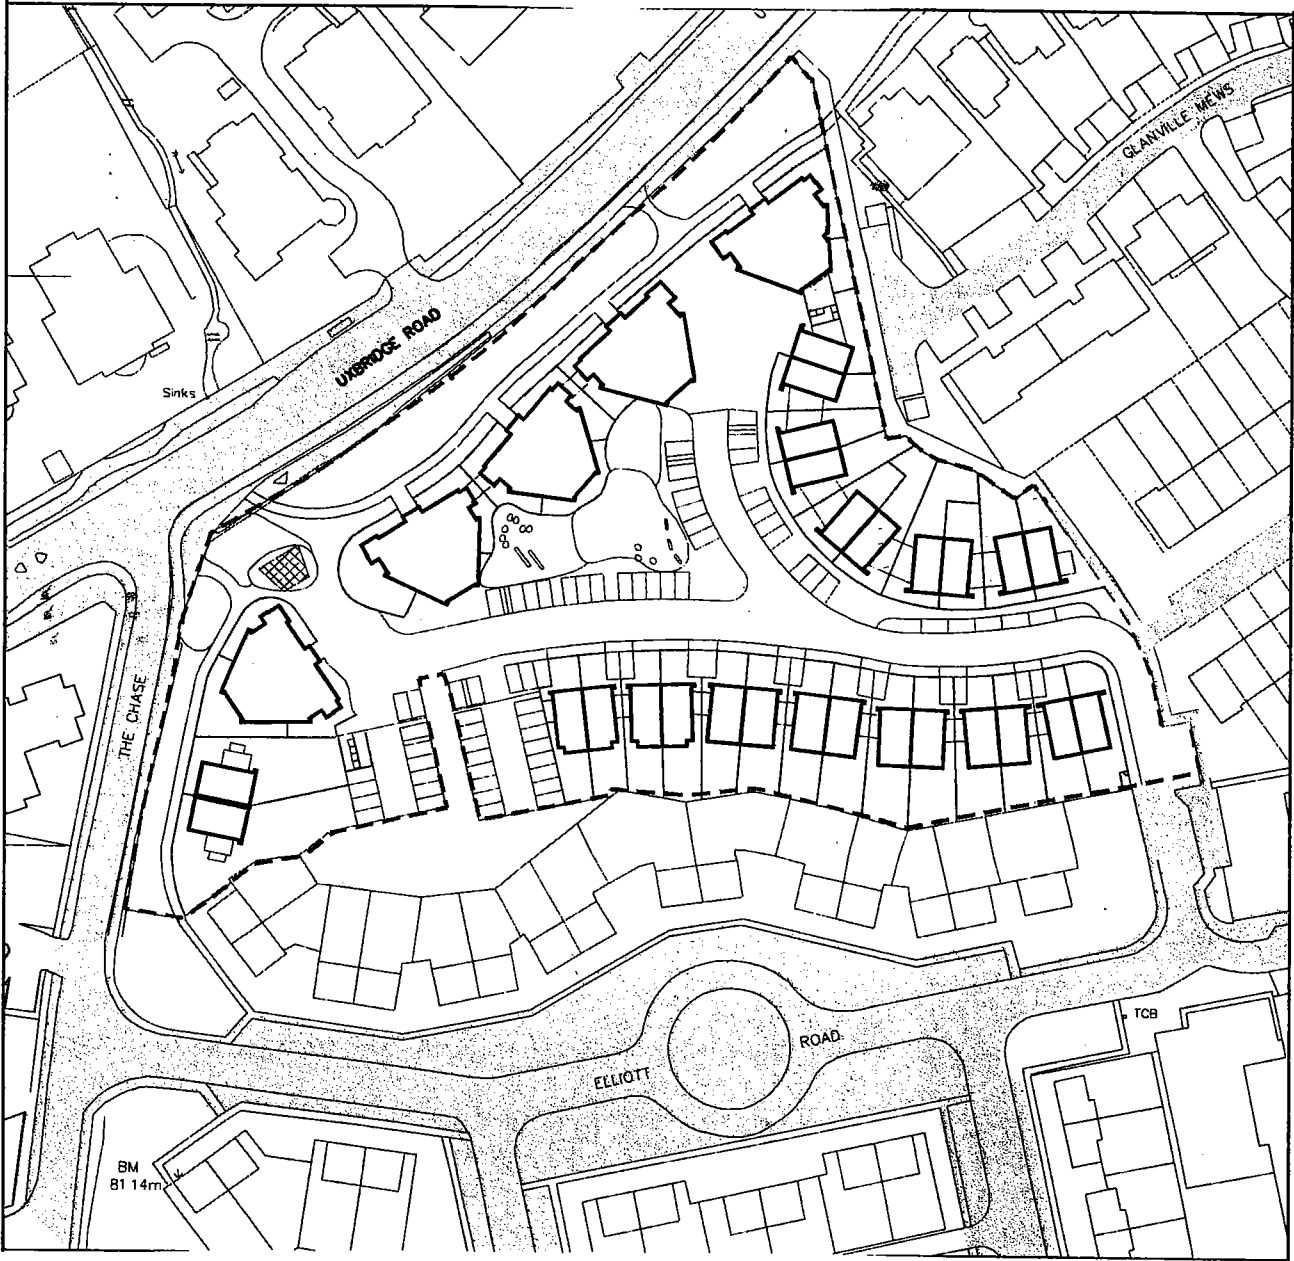 GLANVILLE MEWS
UXBRIDGE ROAD
Sinks
THE CHASE
TCB
ROAD
ELLIOTT
BM
81 14m